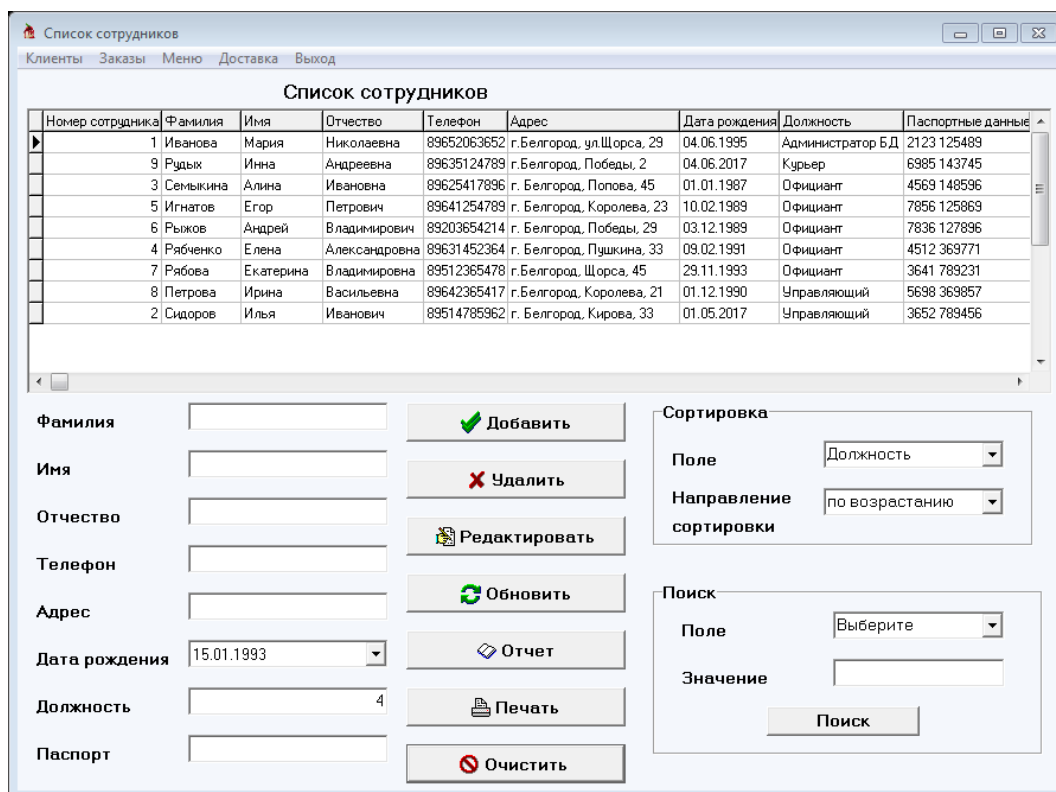 Список сотрудников
Клиенты Заказы Меню Доставка Выход
Список сотрудников
Номер сотрудника Фамилия Имя Отчество Телефон Адрес Дата рождения Должность Паспортные данные
1 Иванова Мария Николаевна 89652063652 г.Белгород, ул.Щорса, 29 04.06.1995 Администратор БД 2123 125489
9 Рудых Инна Андреевна 89635124789 г.Белгород, Победы, 2 04.06.2017 Курьер 6985 143745
3 Семыкина Алина Ивановна 89625417896 г. Белгород, Попова, 45 01.01.1987 Официант 4569 148596
5 Игнатов Егор Петрович 89641254789 г. Белгород, Королева, 23 10.02.1989 Официант 7856 125869
6 Рыжов Андрей Владимирович 89203654214 г. Белгород, Победы, 29 03.12.1989 Официант 7836 127896
4 Рябченко Елена Александровна 89631452364 г. Белгород, Пушкина, 33 09.02.1991 Официант 4512 369771
7 Рябова Екатерина Владимировна 89512365478 г.Белгород, Щорса, 45 29.11.1993 Официант 3641 789231
8 Петрова Ирина Васильевна 89642365417 г.Белгород, Королева, 21 01.12.1990 Управляющий 5698 369857
2 Сидоров Илья Иванович 89514785962 г. Белгород, Кирова, 33 01.05.2017 Управляющий 3652 789456
Фамилия
Имя
Отчество
Телефон
Адрес
Дата рождения 15.01.1993
Должность 4
Паспорт
Добавить
Удалить
Редактировать
Обновить
Отчет
Печать
Очистить
Сортировка
Поле Должность
Направление по возрастанию
сортировки
Поиск
Поле Выберите
Значение
Поиск